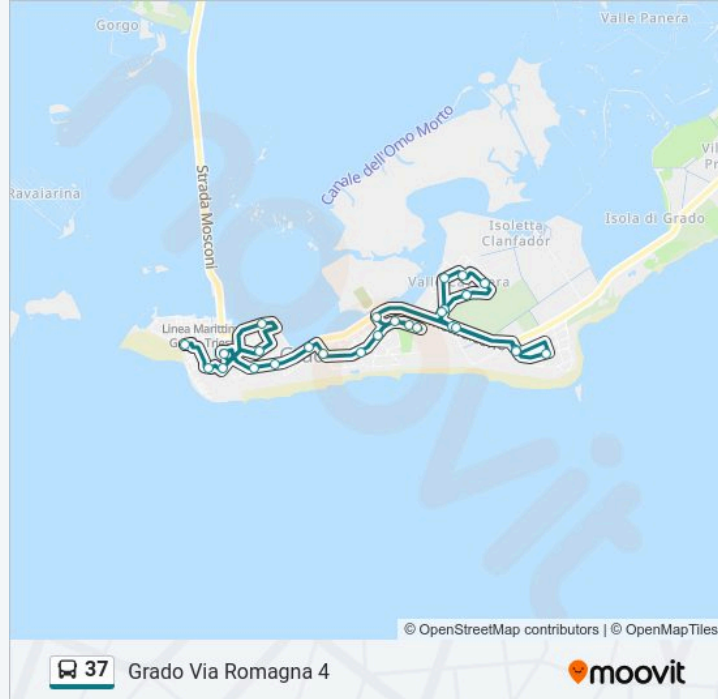 Gorgo
Valle Panera
Canale dell'Omo Morto
Ravaiarina
Strada Mosconi
Isola di Grado
Isoletta
Clanfador
Linea Marittim
© OpenStreetMap contributors | © OpenMapTiles
37
Grado Via Romagna 4
moovit